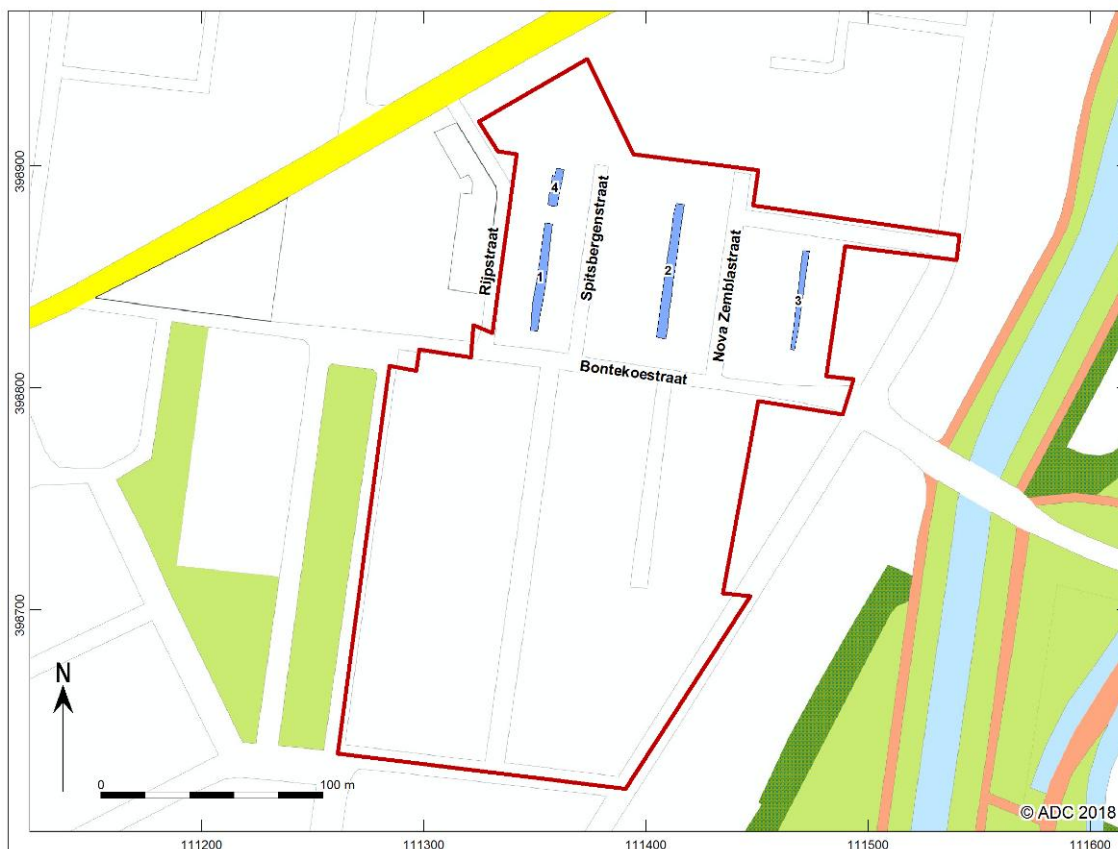 398900
398800
398700
4
1
2
3
Rijpstraat
Spitsbergenstraat
Nova Zemblastraat
Bontekoestraat
N
0 100 m
© ADC 2018
111200 111300 111400 111500 111600